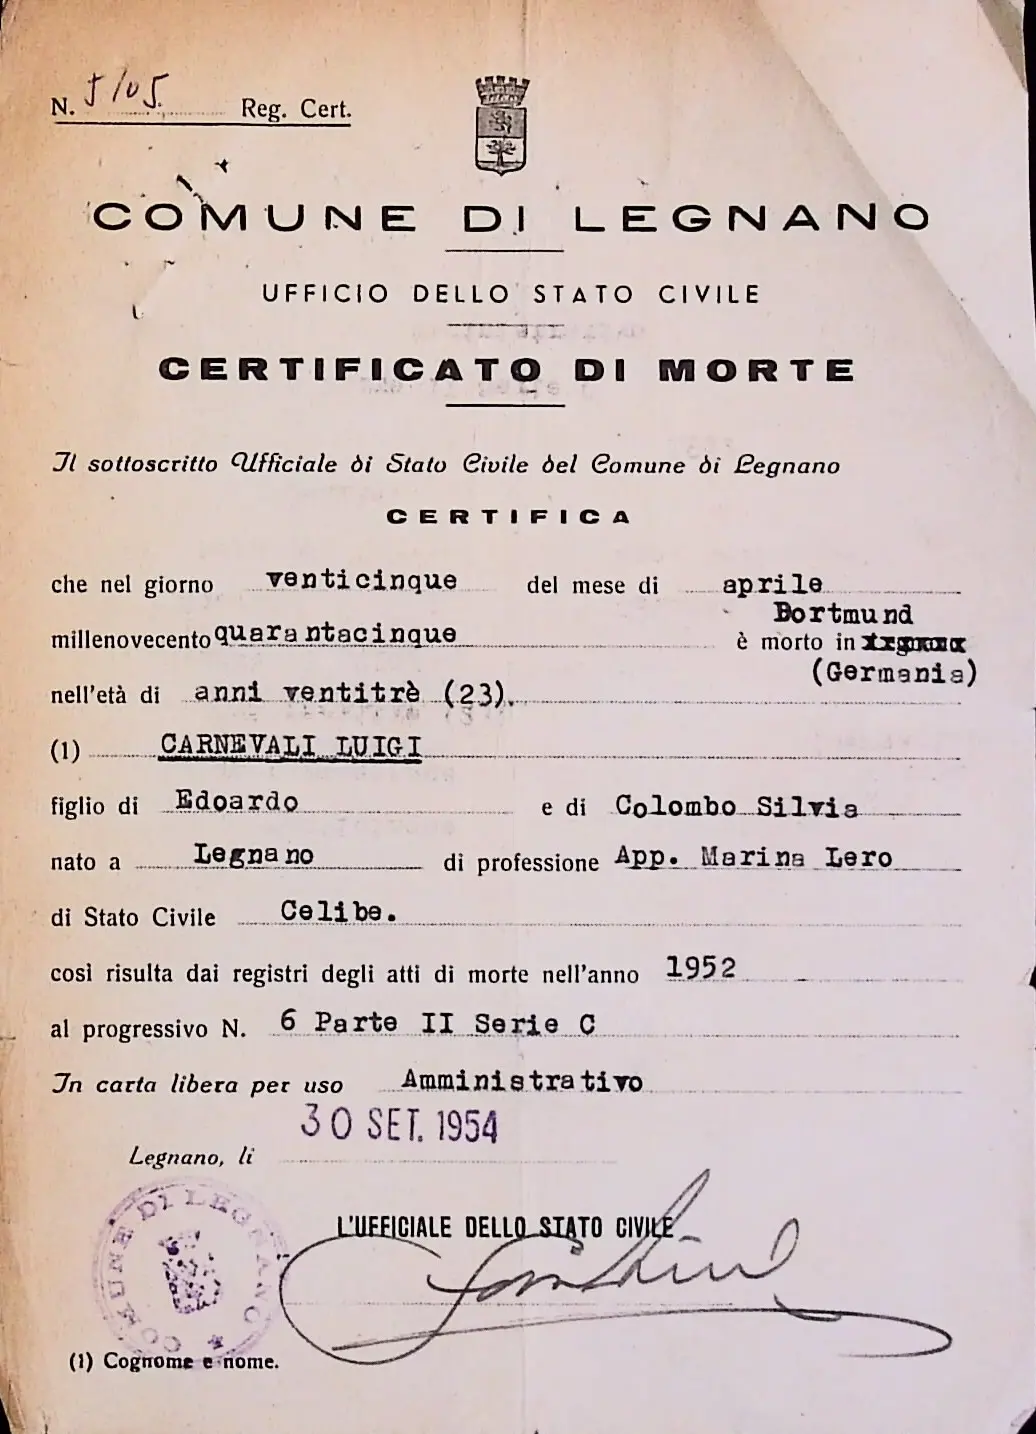 N. 5105. Reg. Cert.
COMUNE DI LEGNANO
UFFICIO DELLO STATO CIVILE
CERTIFICATO DI MORTE
Il sottoscritto Ufficiale di Stato Civile del Comune di Legnano
CERTIFICA
che nel giorno venticinque del mese di aprile
Dortmund
millenovecento quarantacinque è morto in
(Germania)
nell'età di anni ventitrè (23).
(1) CARNEVALI LUIGI
figlio di Edoardo e di Colombo Silvia
nato a Legnano di professione App. Marina Lero
di Stato Civile Celibe.
così risulta dai registri degli atti di morte nell'anno 1952
al progressivo N. 6 Parte II Serie C
In carta libera per uso Amministrativo
30 SET. 1954
Legnano, li
L'UFFICIALE DELLO STATO CIVILE
COMUNE DI LEGNANO
(1) Cognome e nome.